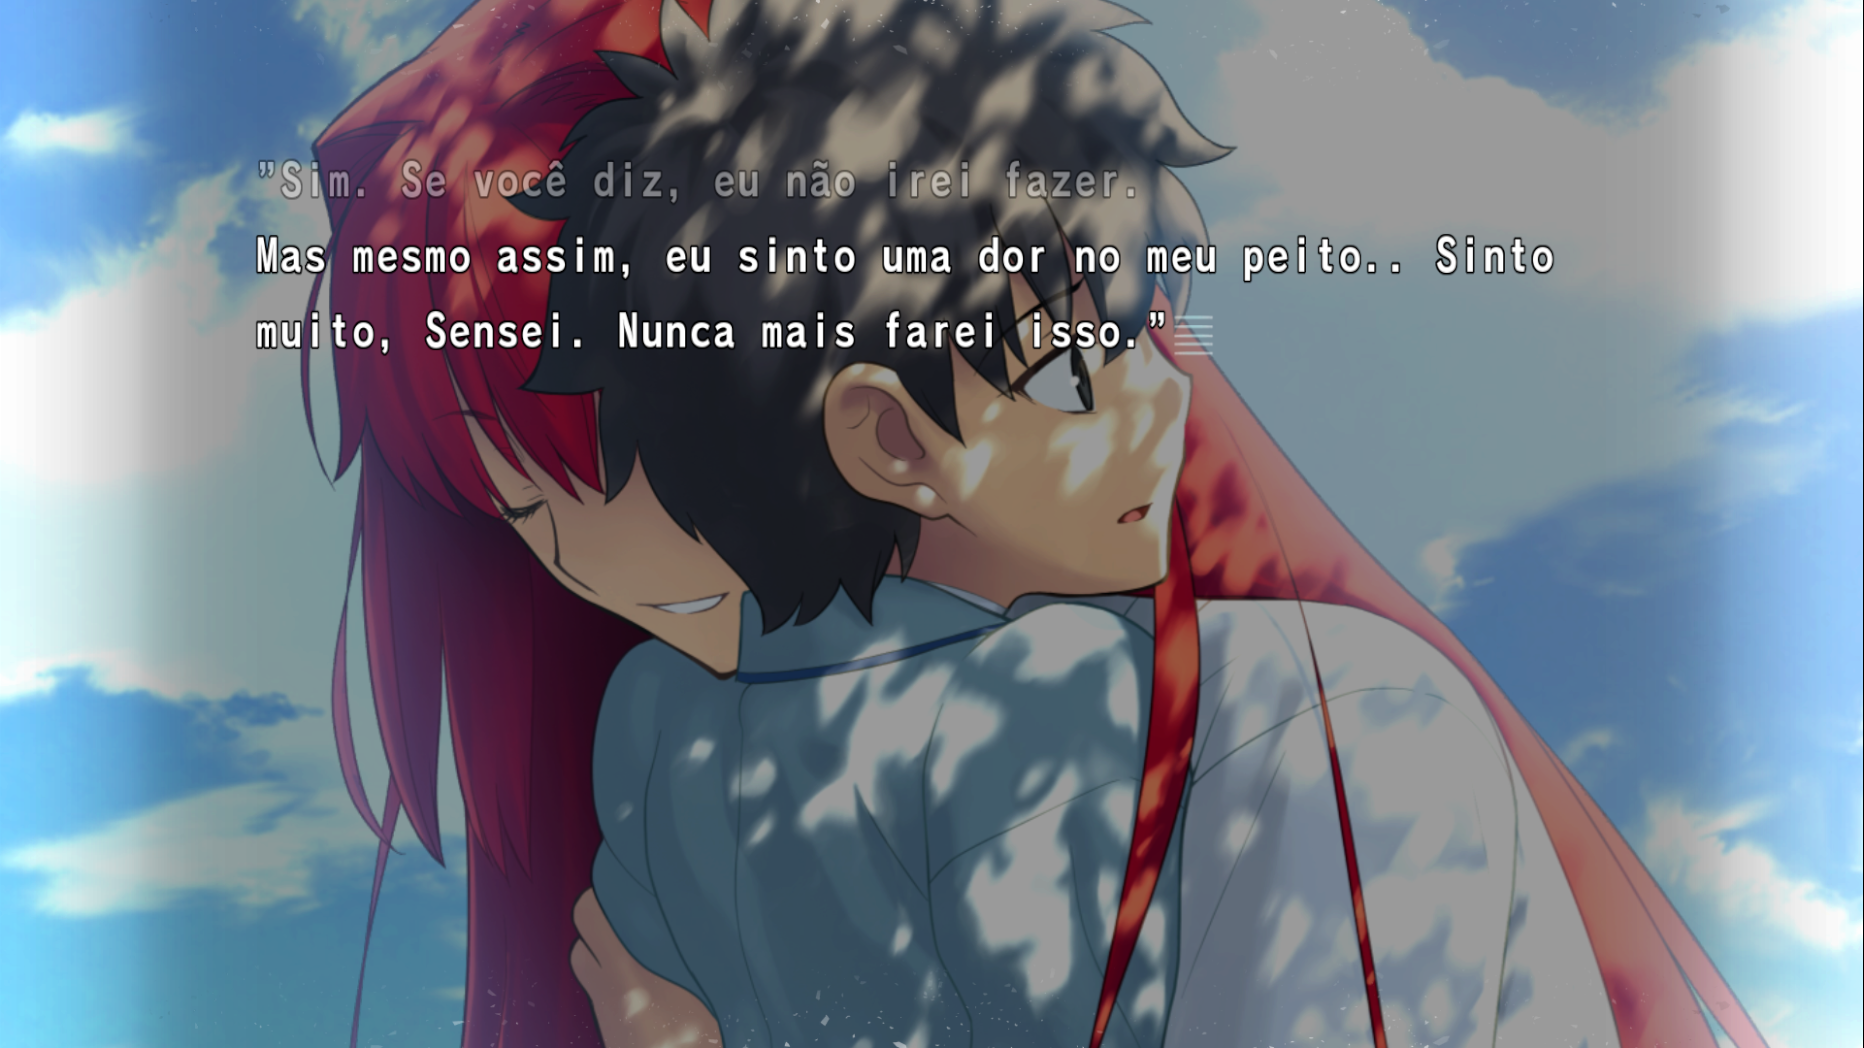 ”Sim. Se você diz, eu não irei fazer.
Mas mesmo assim, eu sinto uma dor no meu peito.. Sinto
muito, Sensei. Nunca mais farei isso.”